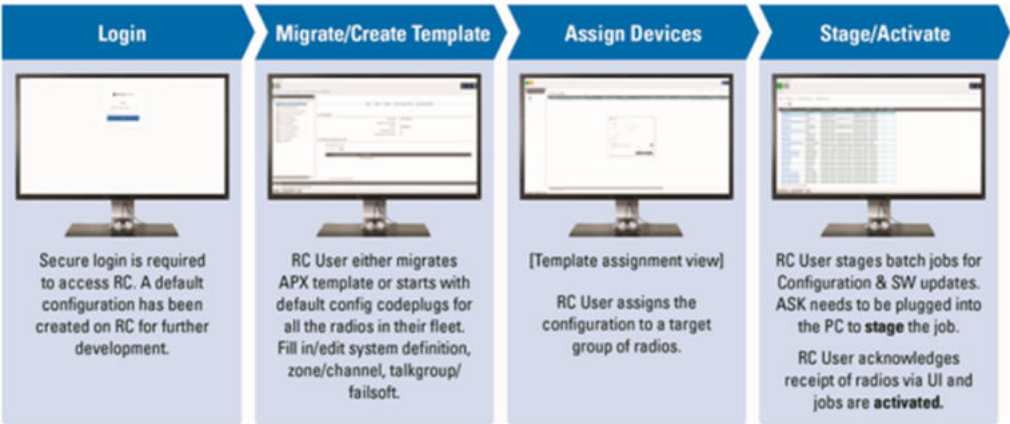 Login
Migrate/Create Template
Assign Devices
Stage/Activate
Secure login is required
to access RC. A default
configuration has been
created on RC for further
development.
RC User either migrates
APX template or starts with
default config codeplugs for
all the radios in their fleet.
Fill in/edit system definition,
zone/channel, talkgroup/
failsoft.
[Template assignment view]
RC User assigns the
configuration to a target
group of radios.
RC User stages batch jobs for
Configuration & SW updates.
ASK needs to be plugged into
the PC to stage the job.
RC User acknowledges
receipt of radios via UI and
jobs are activated.